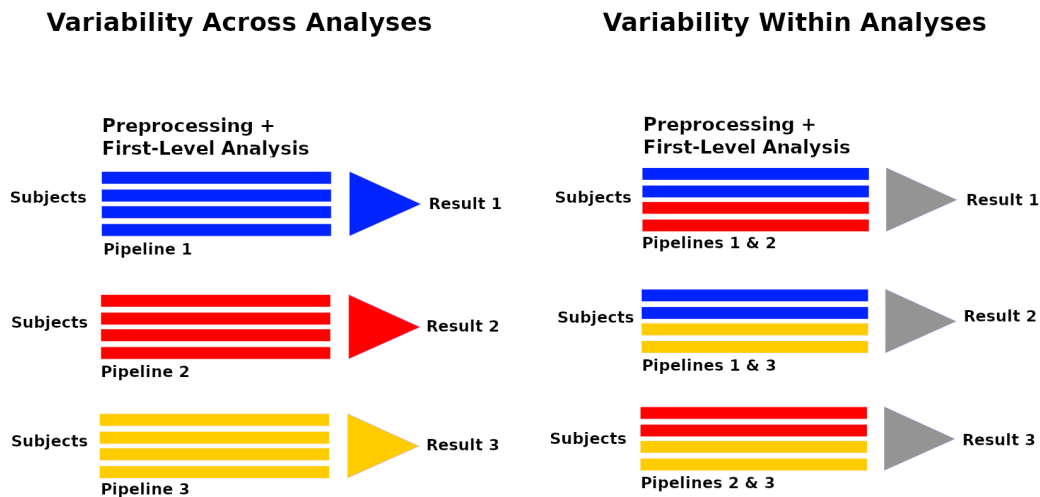 Variability Across Analyses
Preprocessing +
First-Level Analysis
Subjects
Result 1
Pipeline 1
Subjects
Result 2
Pipeline 2
Subjects
Result 3
Pipeline 3
Variability Within Analyses
Preprocessing +
First-Level Analysis
Subjects
Result 1
Pipelines 1 & 2
Subjects
Result 2
Pipelines 1 & 3
Subjects
Result 3
Pipelines 2 & 3